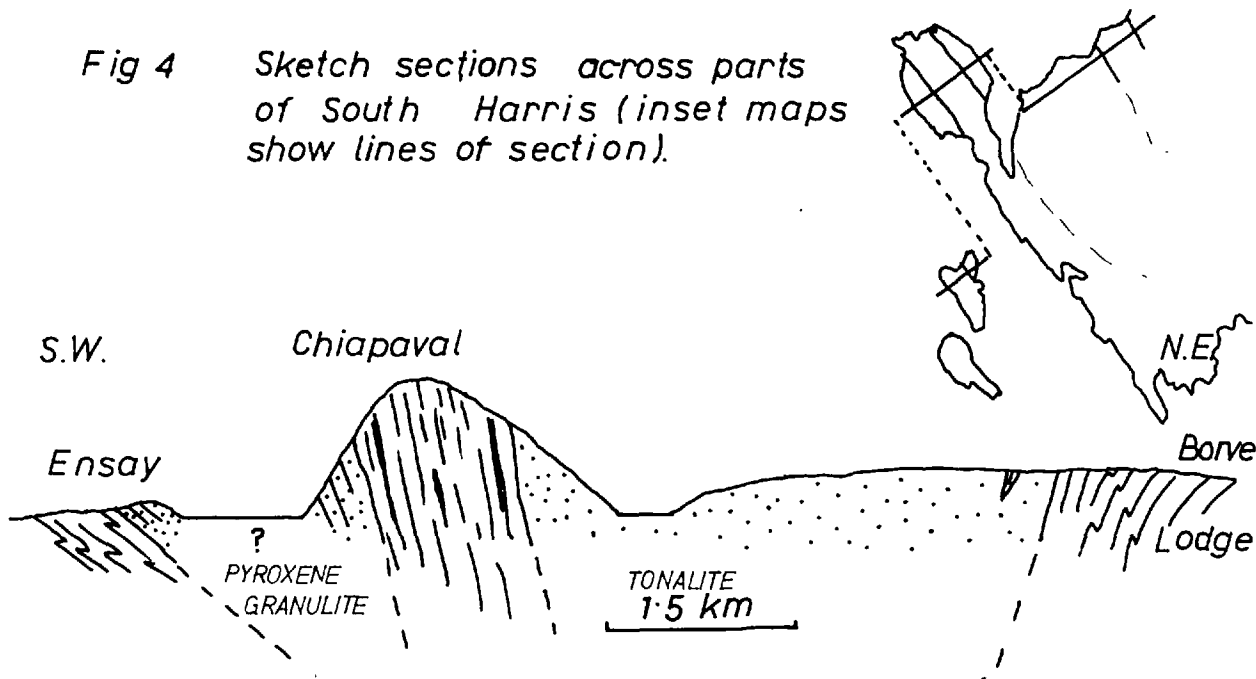 Fig 4 Sketch sections across parts
of South Harris (inset maps
show lines of section).
S.W.
Chiapaval
N.E.
Ensay
Borve
Lodge
?
PYROXENE
GRANULITE
TONALITE
1·5 km